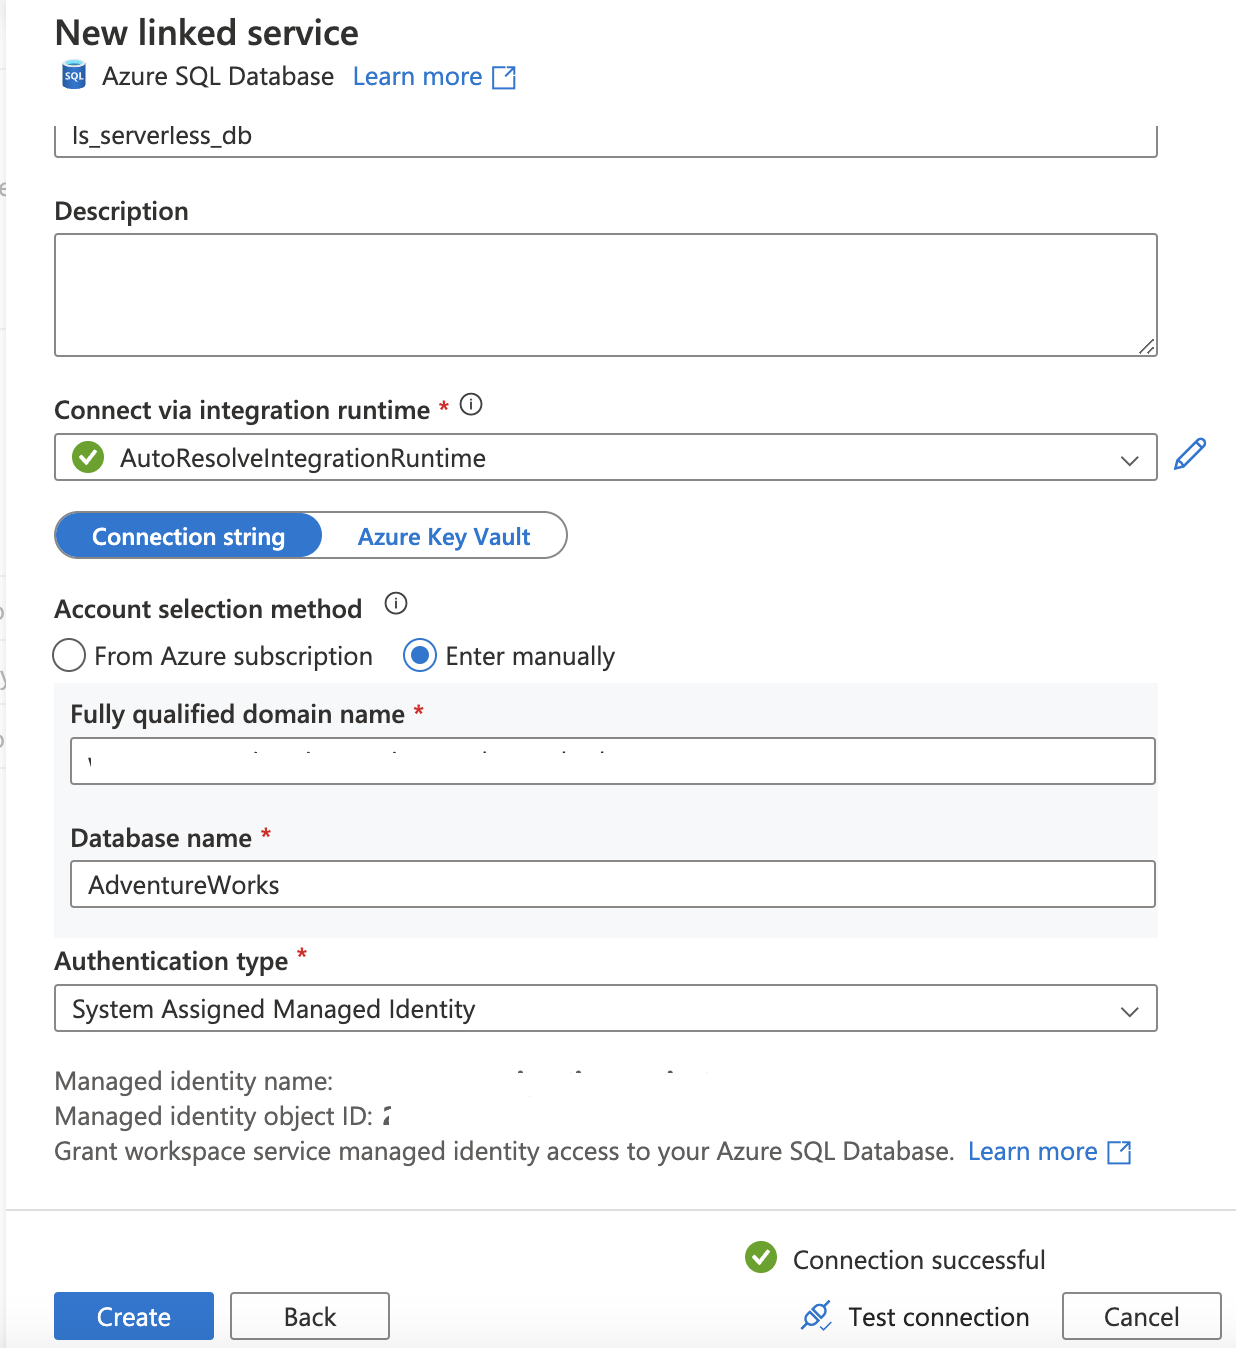 New linked service
SQL Azure SQL Database Learn more
ls_serverless_db
Description
Connect via integration runtime *
AutoResolveIntegrationRuntime
Connection string Azure Key Vault
Account selection method
From Azure subscription Enter manually
Fully qualified domain name *
Database name *
AdventureWorks
Authentication type *
System Assigned Managed Identity
Managed identity name:
Managed identity object ID:
Grant workspace service managed identity access to your Azure SQL Database. Learn more
Connection successful
Create Back Test connection Cancel